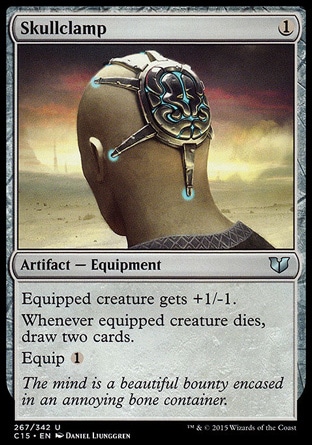 Skullclamp 1
Artifact — Equipment
Equipped creature gets +1/-1.
Whenever equipped creature dies,
draw two cards.
Equip 1
The mind is a beautiful bounty encased
in an annoying bone container.
267/342 U
C15 • EN Daniel Ljunggren ™ & © 2015 Wizards of the Coast